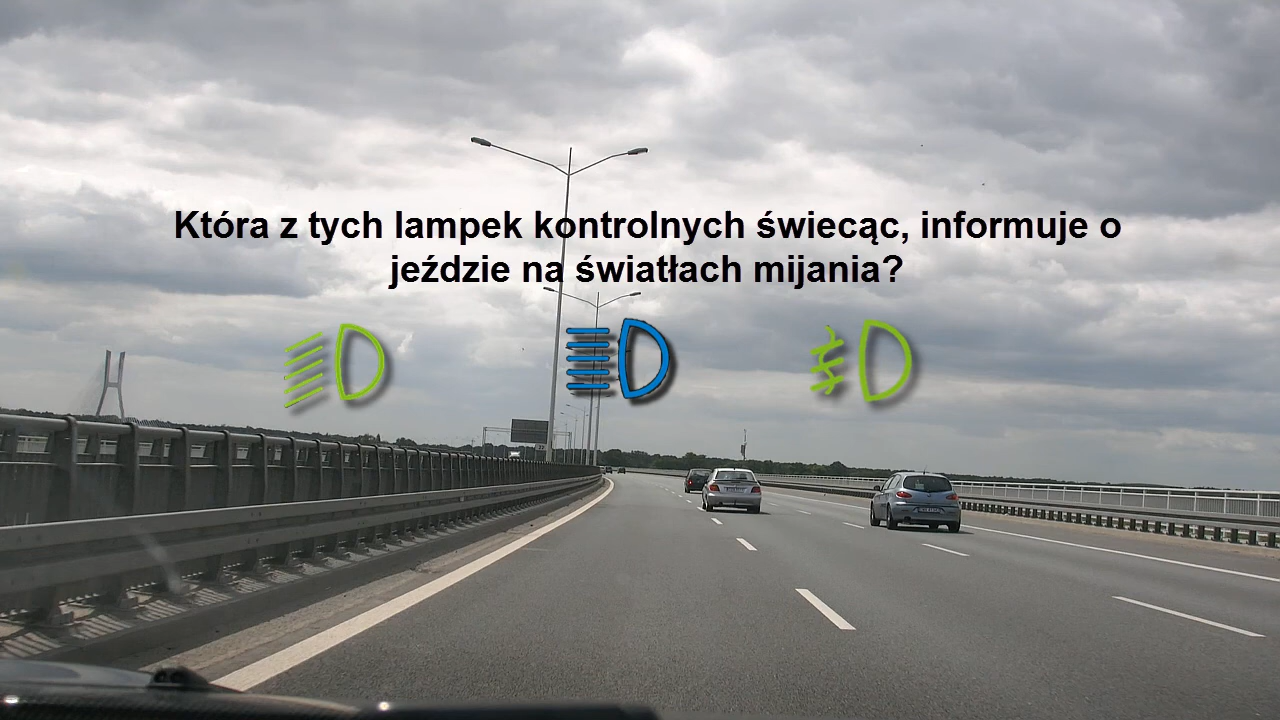 Która z tych lampek kontrolnych świecąc, informuje o
jeździe na światłach mijania?